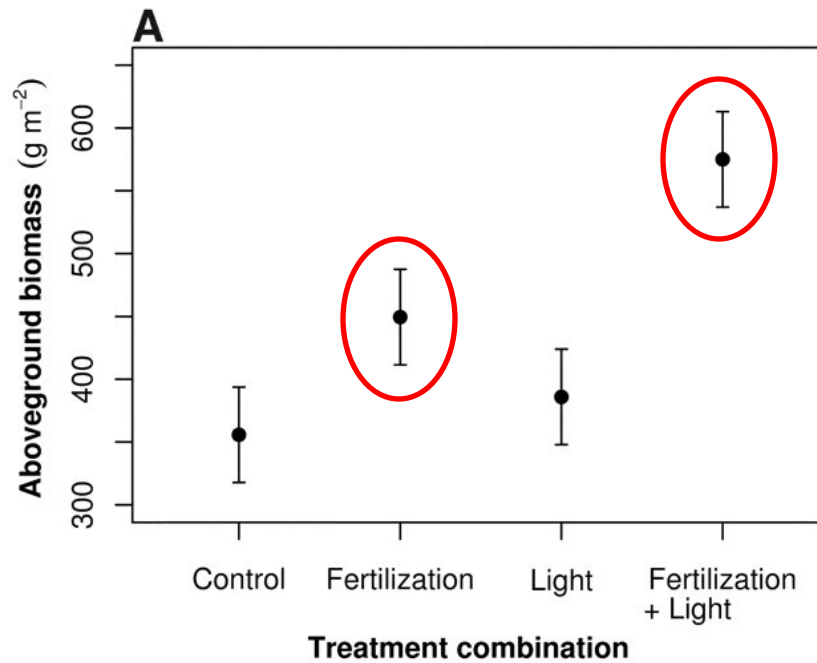 A
Aboveground biomass (g m⁻²)
600
500
400
300
Control
Fertilization
Light
Fertilization
+ Light
Treatment combination